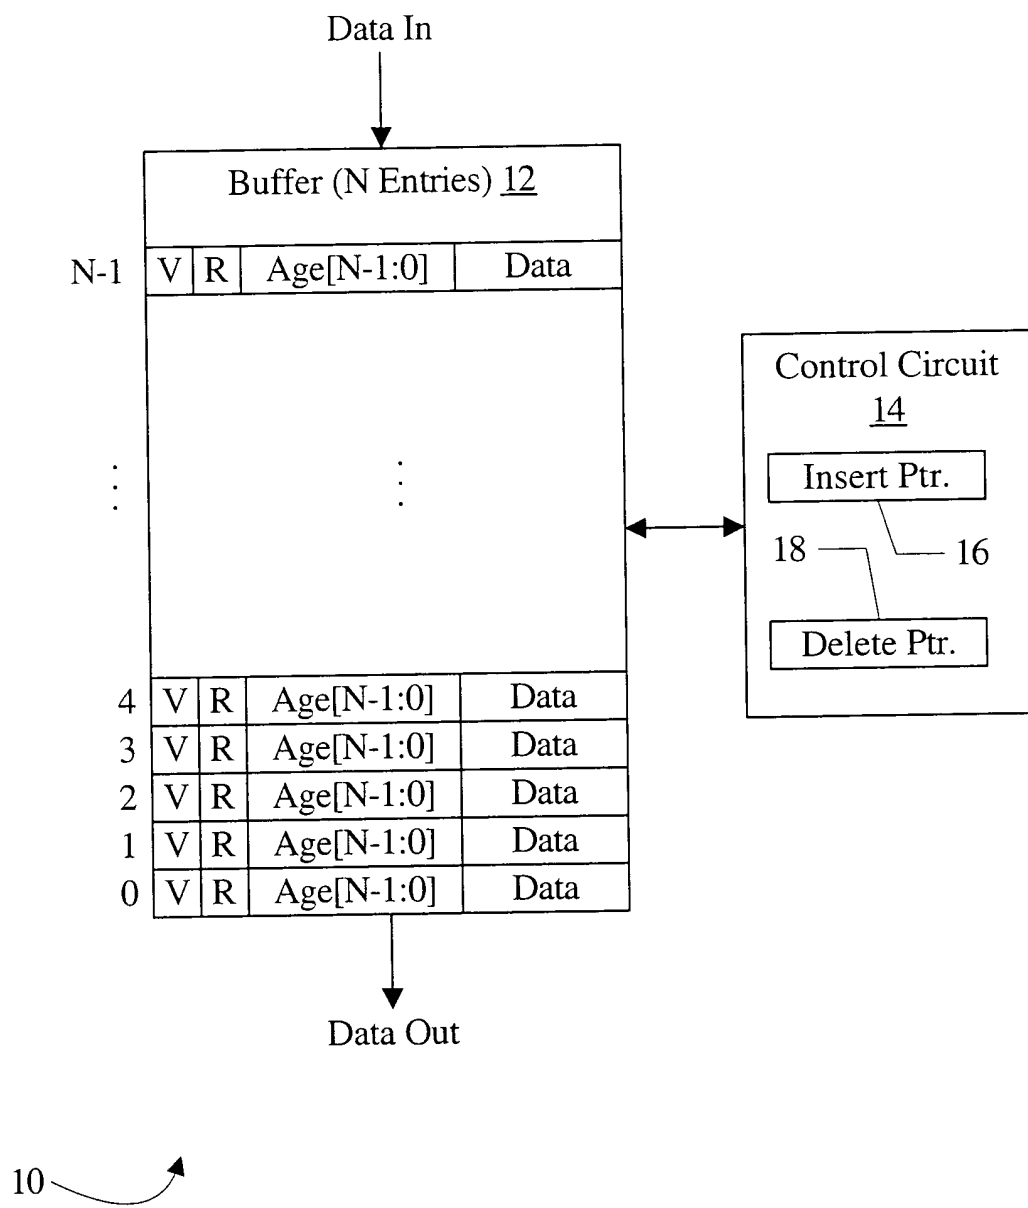 Data In
Buffer (N Entries) 12
N-1 V R Age[N-1:0] Data
Control Circuit
14
Insert Ptr.
18
16
Delete Ptr.
4 V R Age[N-1:0] Data
3 V R Age[N-1:0] Data
2 V R Age[N-1:0] Data
1 V R Age[N-1:0] Data
0 V R Age[N-1:0] Data
Data Out
10